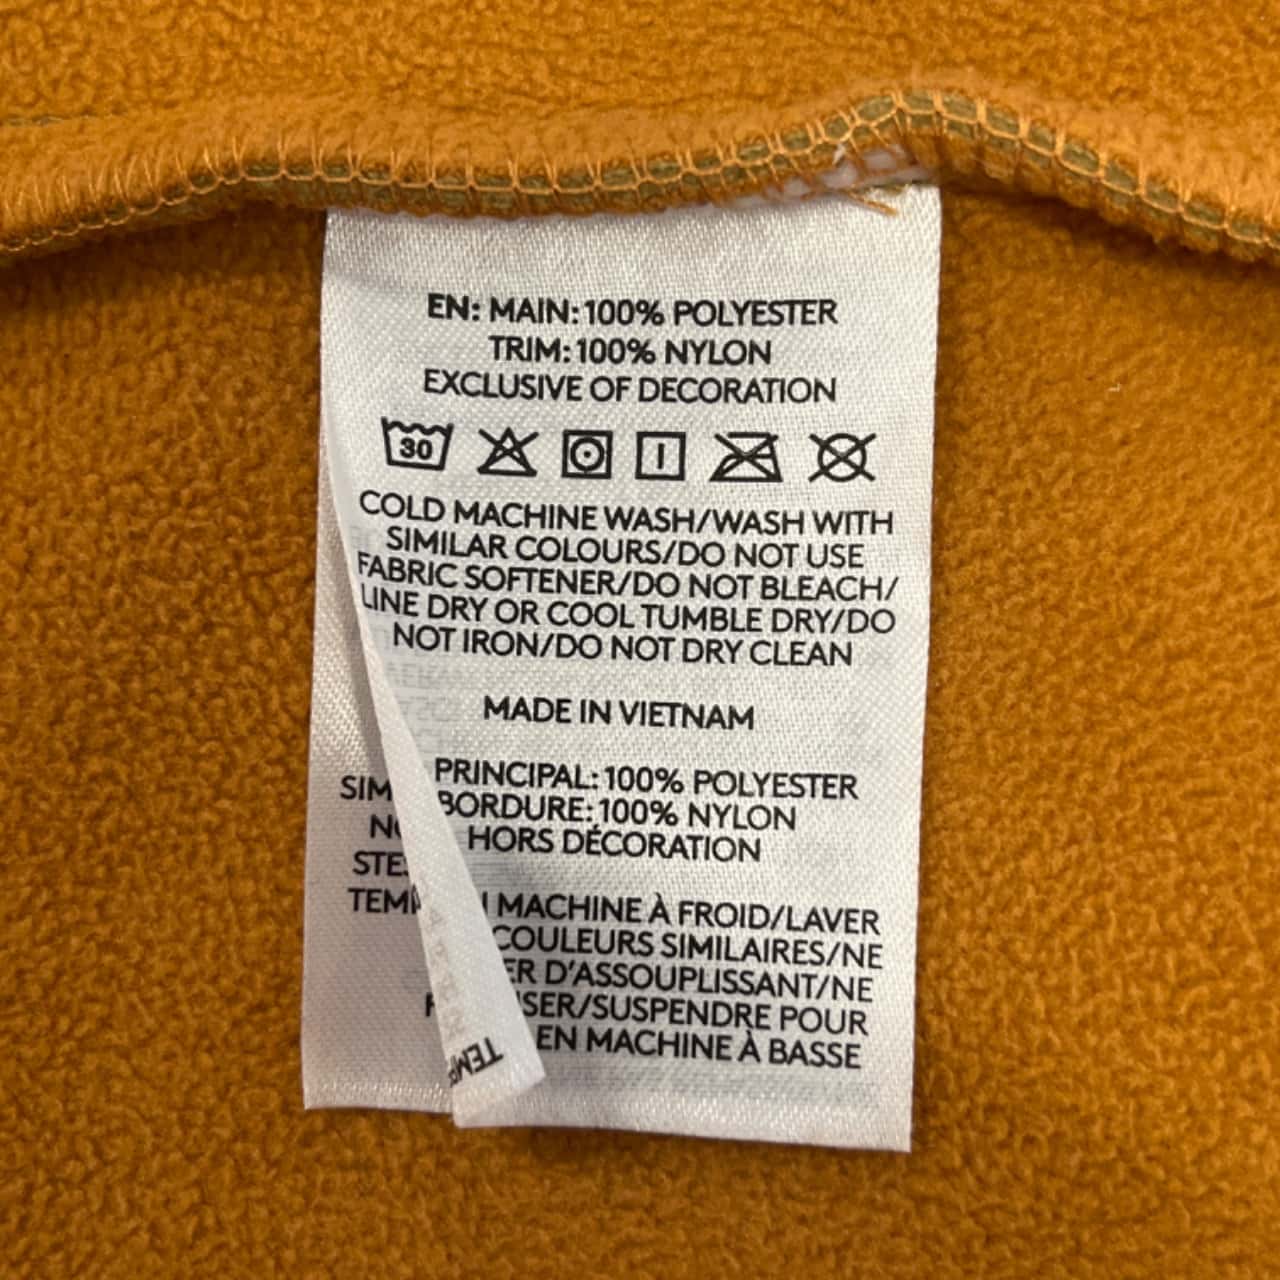 EN: MAIN: 100% POLYESTER
TRIM: 100% NYLON
EXCLUSIVE OF DECORATION
30
COLD MACHINE WASH/WASH WITH
SIMILAR COLOURS/DO NOT USE
FABRIC SOFTENER/DO NOT BLEACH/
LINE DRY OR COOL TUMBLE DRY/DO
NOT IRON/DO NOT DRY CLEAN
MADE IN VIETNAM
PRINCIPAL: 100% POLYESTER
BORDURE: 100% NYLON
HORS DÉCORATION
MACHINE À FROID/LAVER
COULEURS SIMILAIRES/NE
D'ASSOUPLISSANT/NE
/SUSPENDRE POUR
EN MACHINE À BASSE